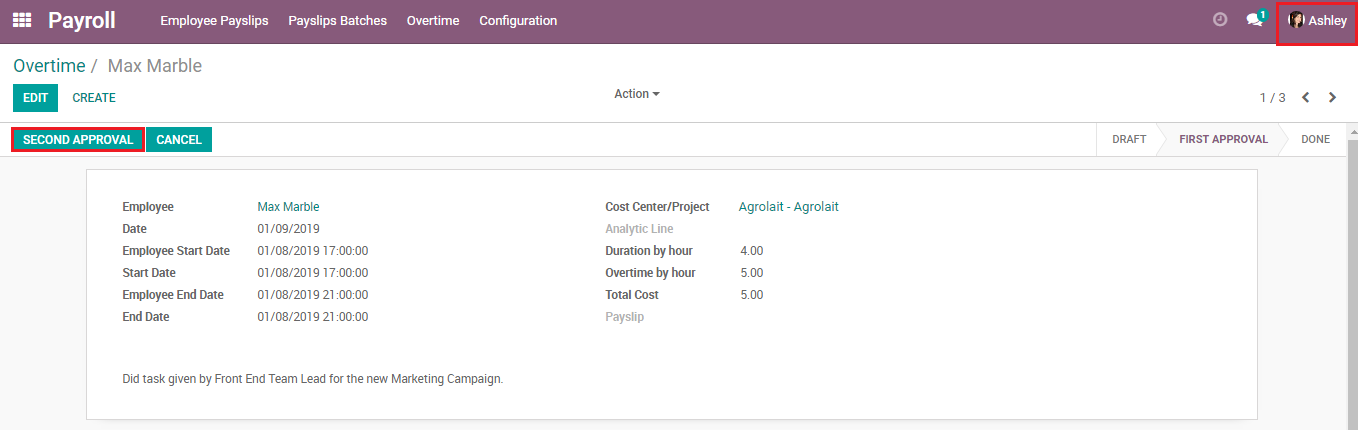 Payroll Employee Payslips Payslips Batches Overtime Configuration 1 Ashley
Overtime / Max Marble
EDIT CREATE Action 1 / 3
SECOND APPROVAL CANCEL DRAFT FIRST APPROVAL DONE
Employee Max Marble Cost Center/Project Agrolait - Agrolait
Date 01/09/2019 Analytic Line
Employee Start Date 01/08/2019 17:00:00 Duration by hour 4.00
Start Date 01/08/2019 17:00:00 Overtime by hour 5.00
Employee End Date 01/08/2019 21:00:00 Total Cost 5.00
End Date 01/08/2019 21:00:00 Payslip
Did task given by Front End Team Lead for the new Marketing Campaign.